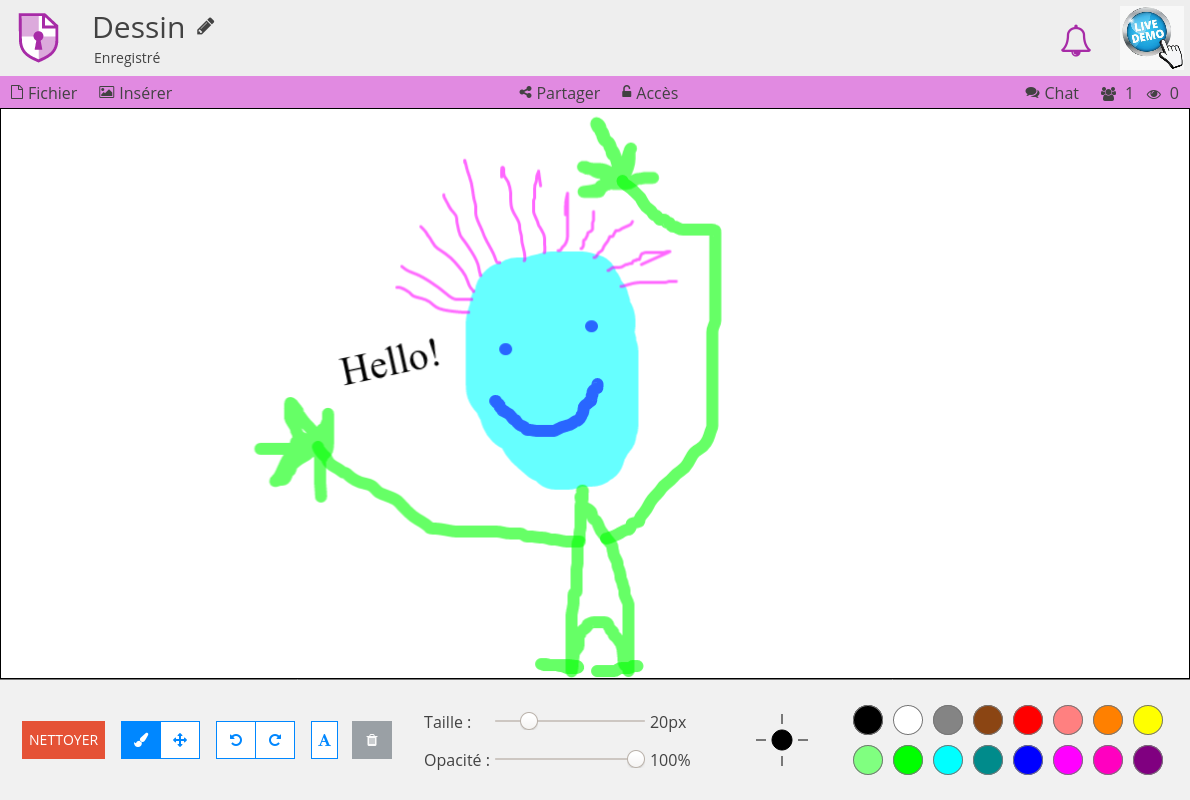 Dessin
Enregistré
LIVE
DEMO
Fichier Insérer Partager Accès Chat 1 0
Hello!
NETTOYER A Taille : 20px
Opacité : 100%